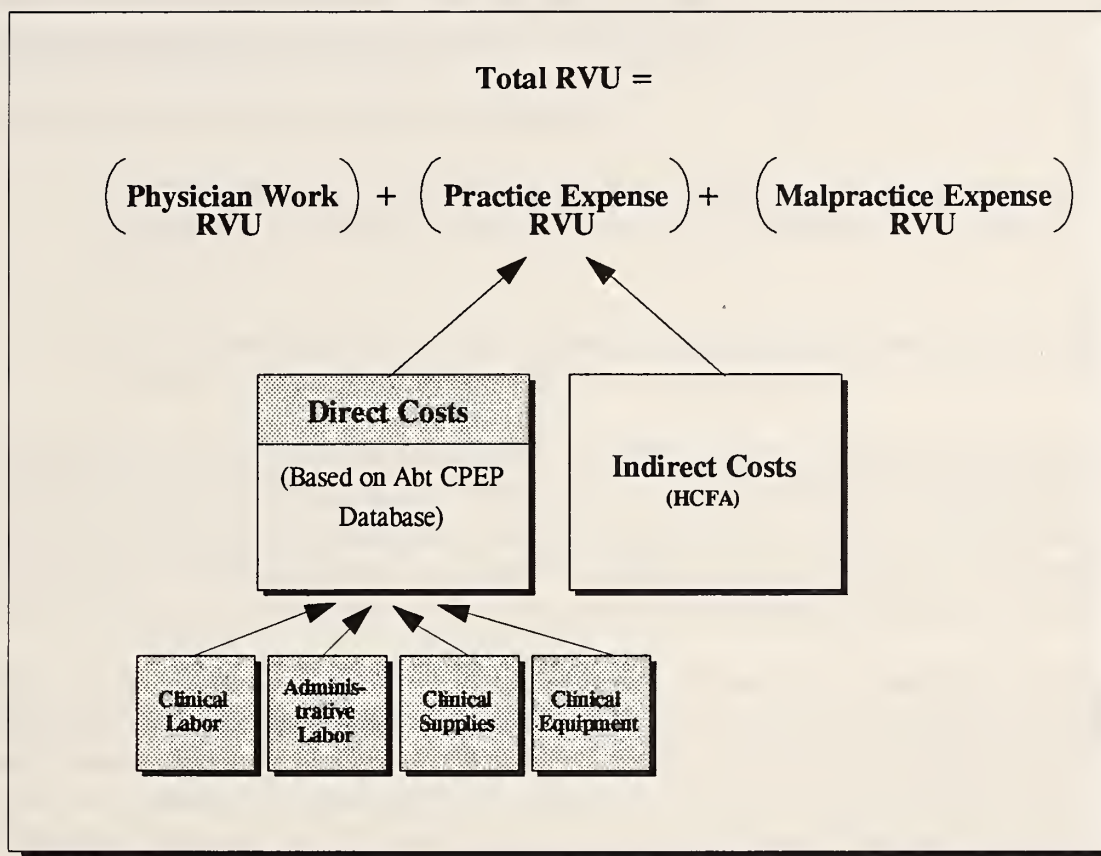 Total RVU =
( Physician Work RVU ) + ( Practice Expense RVU ) + ( Malpractice Expense RVU )
Direct Costs
(Based on Abt CPEP
Database)
Indirect Costs
(HCFA)
Clinical
Labor
Adminis-
trative
Labor
Clinical
Supplies
Clinical
Equipment